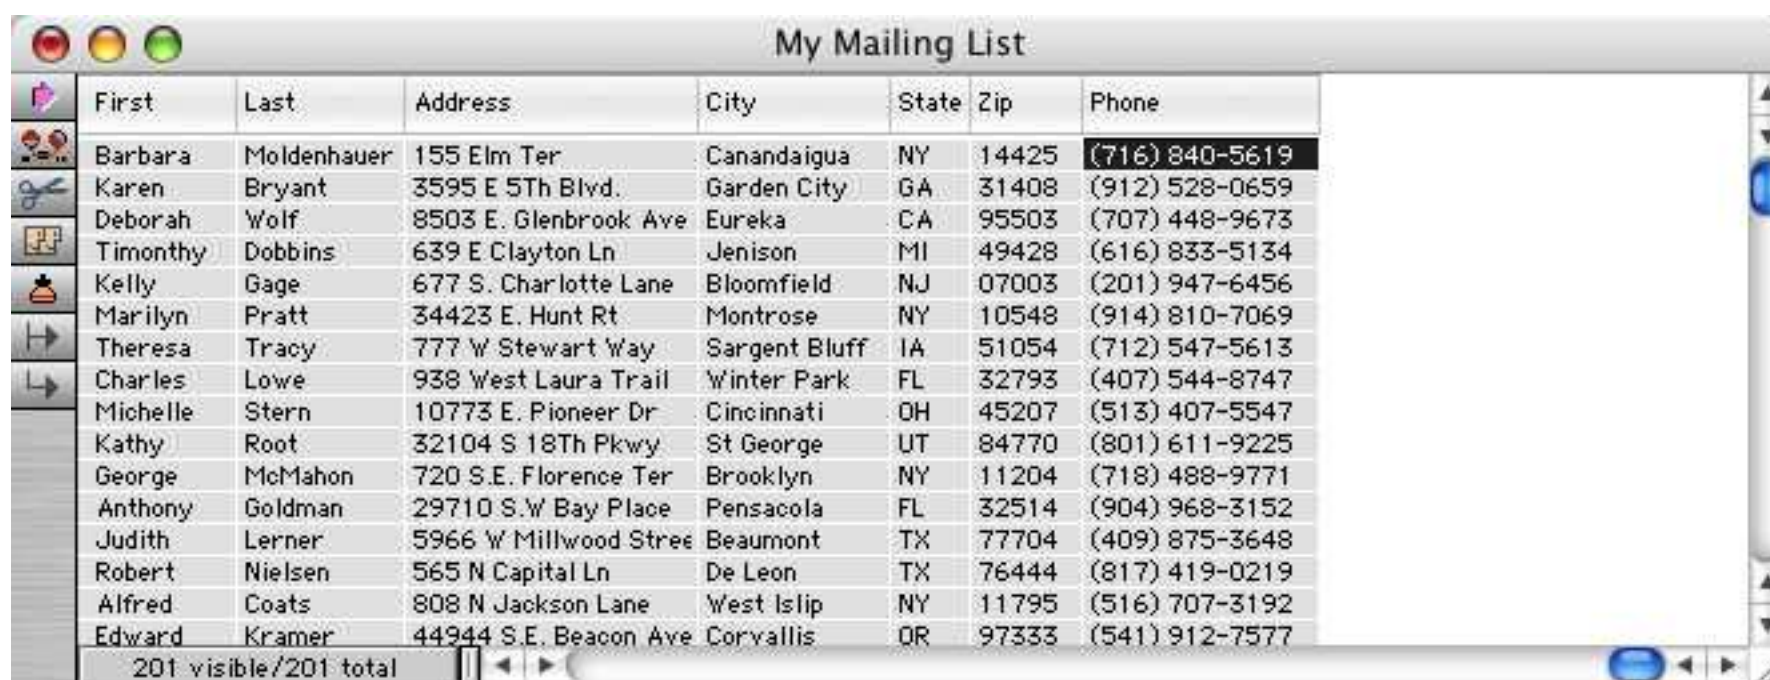 My Mailing List
First Last Address City State Zip Phone
Barbara Moldenhauer 155 Elm Ter Canandaigua NY 14425 (716) 840-5619
Karen Bryant 3595 E 5Th Blvd. Garden City GA 31408 (912) 528-0659
Deborah Wolf 8503 E. Glenbrook Ave Eureka CA 95503 (707) 448-9673
Timonthy Dobbins 639 E Clayton Ln Jenison MI 49428 (616) 833-5134
Kelly Gage 677 S. Charlotte Lane Bloomfield NJ 07003 (201) 947-6456
Marilyn Pratt 34423 E. Hunt Rt Montrose NY 10548 (914) 810-7069
Theresa Tracy 777 W Stewart Way Sargent Bluff IA 51054 (712) 547-5613
Charles Lowe 938 West Laura Trail Winter Park FL 32793 (407) 544-8747
Michelle Stern 10773 E. Pioneer Dr Cincinnati OH 45207 (513) 407-5547
Kathy Root 32104 S 18Th Pkwy St George UT 84770 (801) 611-9225
George McMahon 720 S.E. Florence Ter Brooklyn NY 11204 (718) 488-9771
Anthony Goldman 29710 S.W Bay Place Pensacola FL 32514 (904) 968-3152
Judith Lerner 5966 W Millwood Stree Beaumont TX 77704 (409) 875-3648
Robert Nielsen 565 N Capital Ln De Leon TX 76444 (817) 419-0219
Alfred Coats 808 N Jackson Lane West Islip NY 11795 (516) 707-3192
Edward Kramer 44944 S.E. Beacon Ave Corvallis OR 97333 (541) 912-7577
201 visible/201 total